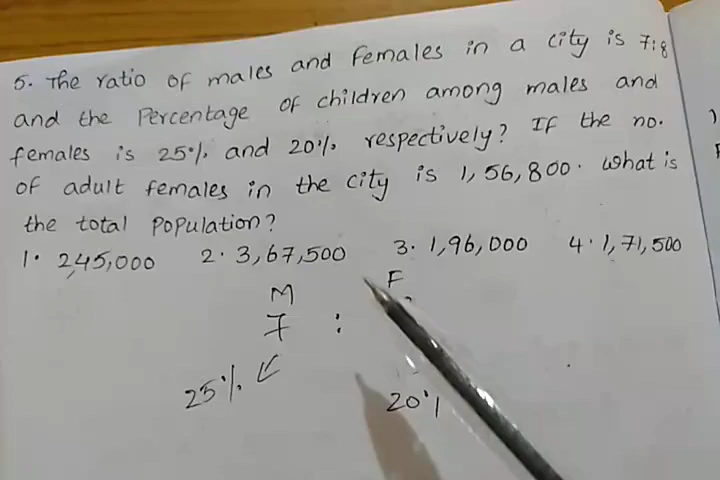 5. The ratio of males and Females in a city is 7:8
and the Percentage of children among males and
females is 25% and 20% respectively? If the no.
of adult females in the city is 1,56,800. what is
the total Population?
1. 245,000 2. 3,67,500 3. 1,96,000 4. 1,71,500
M F
7 :
25% 20%